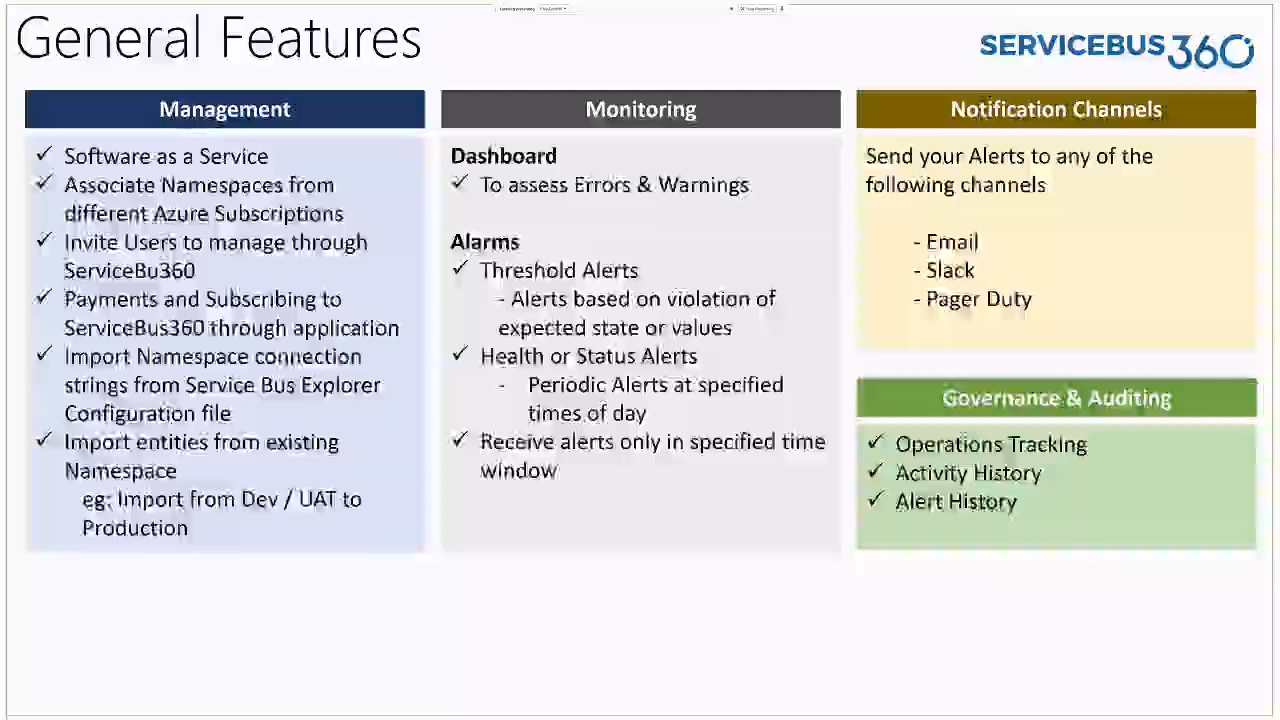 General Features
SERVICEBUS360
Management
✓ Software as a Service
✓ Associate Namespaces from
different Azure Subscriptions
✓ Invite Users to manage through
ServiceBu360
✓ Payments and Subscribing to
ServiceBus360 through application
✓ Import Namespace connection
strings from Service Bus Explorer
Configuration file
✓ Import entities from existing
Namespace
eg: Import from Dev / UAT to
Production
Monitoring
Dashboard
✓ To assess Errors & Warnings
Alarms
✓ Threshold Alerts
- Alerts based on violation of
expected state or values
✓ Health or Status Alerts
- Periodic Alerts at specified
times of day
✓ Receive alerts only in specified time
window
Notification Channels
Send your Alerts to any of the
following channels
- Email
- Slack
- Pager Duty
Governance & Auditing
✓ Operations Tracking
✓ Activity History
✓ Alert History